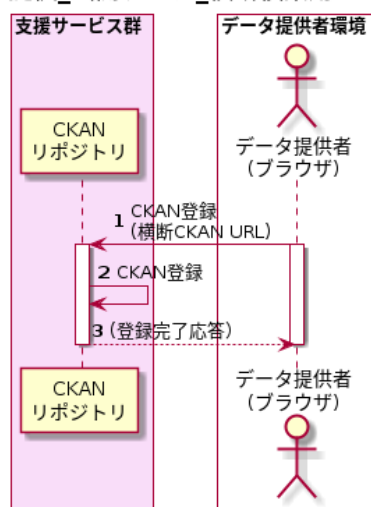 支援サービス群
データ提供者環境
CKAN
リポジトリ
データ提供者
(ブラウザ)
1 CKAN登録
(横断CKAN URL)
2 CKAN登録
3 (登録完了応答)
CKAN
リポジトリ
データ提供者
(ブラウザ)